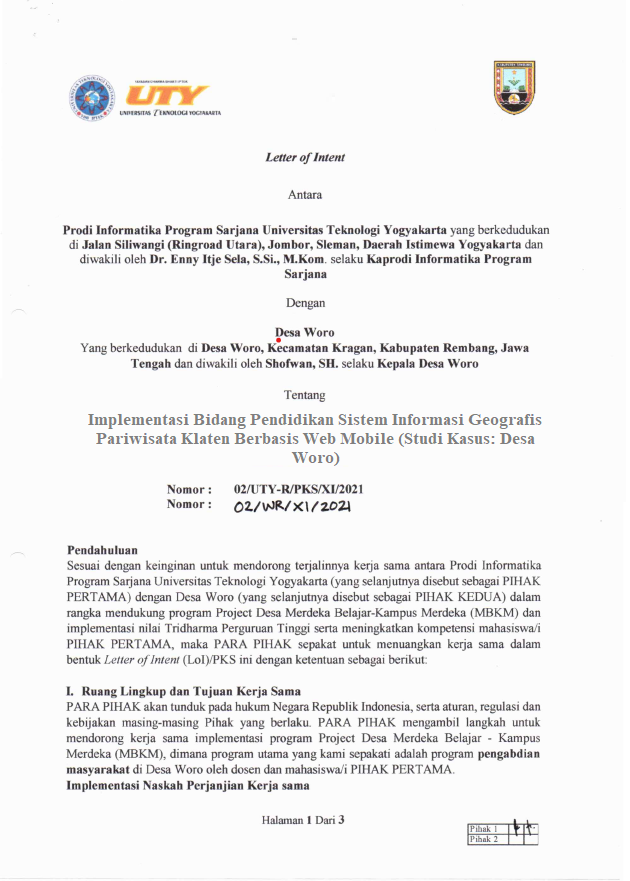 UTY
UNIVERSITAS TEKNOLOGI YOGYAKARTA
Letter of Intent
Antara
Prodi Informatika Program Sarjana Universitas Teknologi Yogyakarta yang berkedudukan
di Jalan Siliwangi (Ringroad Utara), Jombor, Sleman, Daerah Istimewa Yogyakarta dan
diwakili oleh Dr. Enny Itje Sela, S.Si., M.Kom. selaku Kaprodi Informatika Program
Sarjana
Dengan
Desa Woro
Yang berkedudukan di Desa Woro, Kecamatan Kragan, Kabupaten Rembang, Jawa
Tengah dan diwakili oleh Shofwan, SH. selaku Kepala Desa Woro
Tentang
Implementasi Bidang Pendidikan Sistem Informasi Geografis
Pariwisata Klaten Berbasis Web Mobile (Studi Kasus: Desa
Woro)
Nomor : 02/UTY-R/PKS/XI/2021
Nomor : 02/WR/XI/2021
Pendahuluan
Sesuai dengan keinginan untuk mendorong terjalinnya kerja sama antara Prodi Informatika
Program Sarjana Universitas Teknologi Yogyakarta (yang selanjutnya disebut sebagai PIHAK
PERTAMA) dengan Desa Woro (yang selanjutnya disebut sebagai PIHAK KEDUA) dalam
rangka mendukung program Project Desa Merdeka Belajar-Kampus Merdeka (MBKM) dan
implementasi nilai Tridharma Perguruan Tinggi serta meningkatkan kompetensi mahasiswa/i
PIHAK PERTAMA, maka PARA PIHAK sepakat untuk menuangkan kerja sama dalam
bentuk Letter of Intent (LoI)/PKS ini dengan ketentuan sebagai berikut:
I. Ruang Lingkup dan Tujuan Kerja Sama
PARA PIHAK akan tunduk pada hukum Negara Republik Indonesia, serta aturan, regulasi dan
kebijakan masing-masing Pihak yang berlaku. PARA PIHAK mengambil langkah untuk
mendorong kerja sama implementasi program Project Desa Merdeka Belajar - Kampus
Merdeka (MBKM), dimana program utama yang kami sepakati adalah program pengabdian
masyarakat di Desa Woro oleh dosen dan mahasiswa/i PIHAK PERTAMA.
Implementasi Naskah Perjanjian Kerja sama
Halaman 1 Dari 3
Pihak 1
Pihak 2